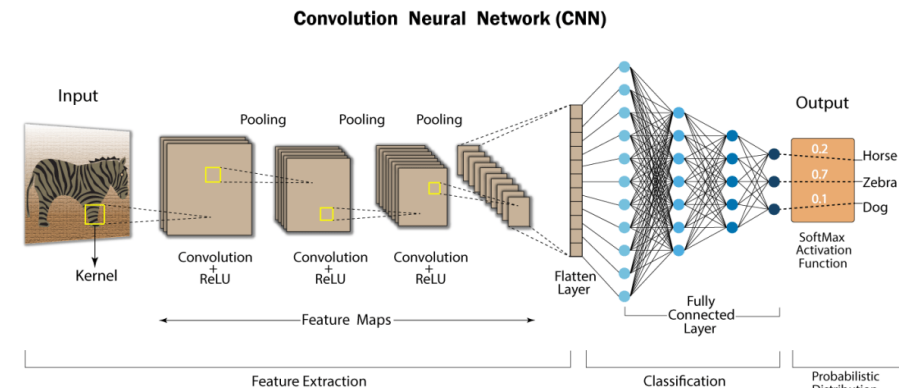 Convolution Neural Network (CNN)
Input
Pooling
Pooling
Pooling
Output
0.2
Horse
0.7
Zebra
0.1
Dog
Kernel
Convolution
+
ReLU
Convolution
+
ReLU
Convolution
+
ReLU
Flatten
Layer
SoftMax
Activation
Function
Fully
Connected
Layer
Feature Maps
Feature Extraction
Classification
Probabilistic
Distribution